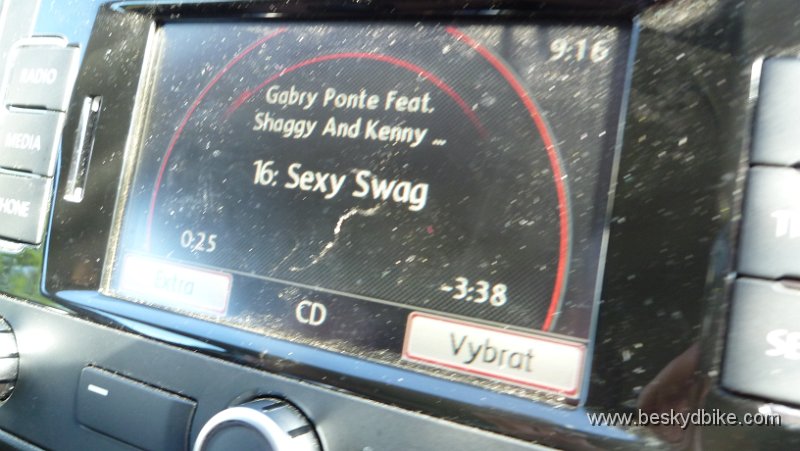 RADIO
MEDIA
9:16
Gabry Ponte Feat.
Shaggy And Kenny ...
16: Sexy Swag
0:25
-3:38
Extra
CD
Vybrat
www.beskydbike.com